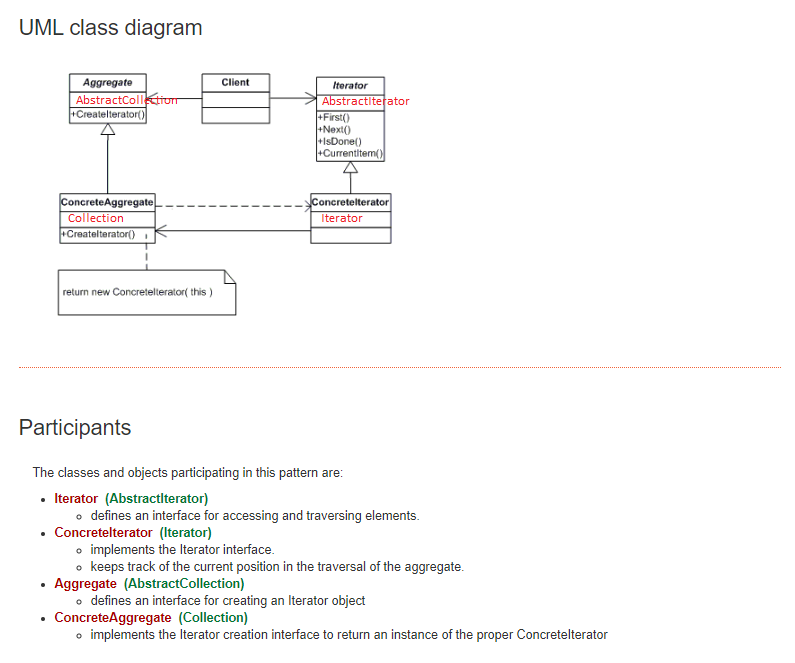 UML class diagram
Aggregate
AbstractCollection
+CreateIterator()
Client
Iterator
AbstractIterator
+First()
+Next()
+IsDone()
+CurrentItem()
ConcreteAggregate
Collection
+CreateIterator()
ConcreteIterator
Iterator
return new ConcreteIterator( this )
Participants
The classes and objects participating in this pattern are:
Iterator (AbstractIterator)
defines an interface for accessing and traversing elements.
ConcreteIterator (Iterator)
implements the Iterator interface.
keeps track of the current position in the traversal of the aggregate.
Aggregate (AbstractCollection)
defines an interface for creating an Iterator object
ConcreteAggregate (Collection)
implements the Iterator creation interface to return an instance of the proper ConcreteIterator